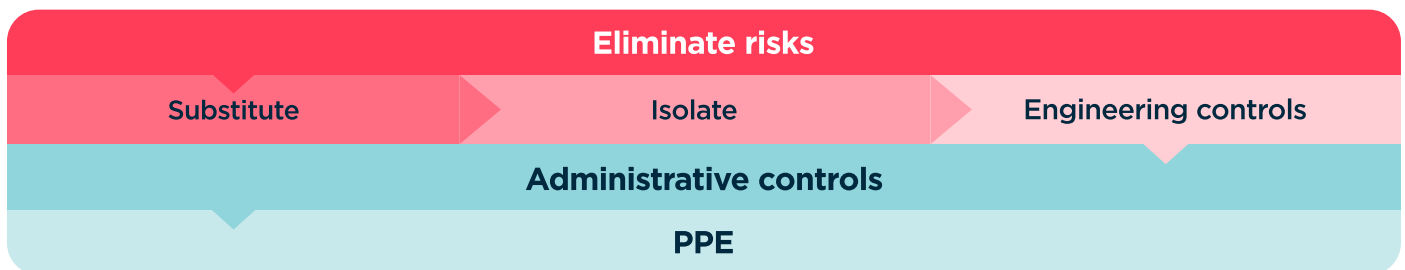 Eliminate risks
Substitute
Isolate
Engineering controls
Administrative controls
PPE